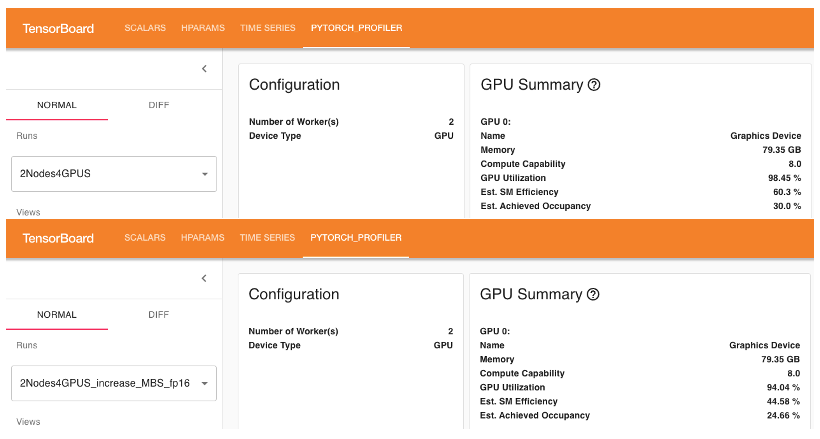 TensorBoard SCALARS HPARAMS TIME SERIES PYTORCH_PROFILER
NORMAL DIFF
Runs
2Nodes4GPUS
Views
Configuration
Number of Worker(s) 2
Device Type GPU
GPU Summary ?
GPU 0:
Name Graphics Device
Memory 79.35 GB
Compute Capability 8.0
GPU Utilization 98.45 %
Est. SM Efficiency 60.3 %
Est. Achieved Occupancy 30.0 %
TensorBoard SCALARS HPARAMS TIME SERIES PYTORCH_PROFILER
NORMAL DIFF
Runs
2Nodes4GPUS_increase_MBS_fp16
Views
Configuration
Number of Worker(s) 2
Device Type GPU
GPU Summary ?
GPU 0:
Name Graphics Device
Memory 79.35 GB
Compute Capability 8.0
GPU Utilization 94.04 %
Est. SM Efficiency 44.58 %
Est. Achieved Occupancy 24.66 %